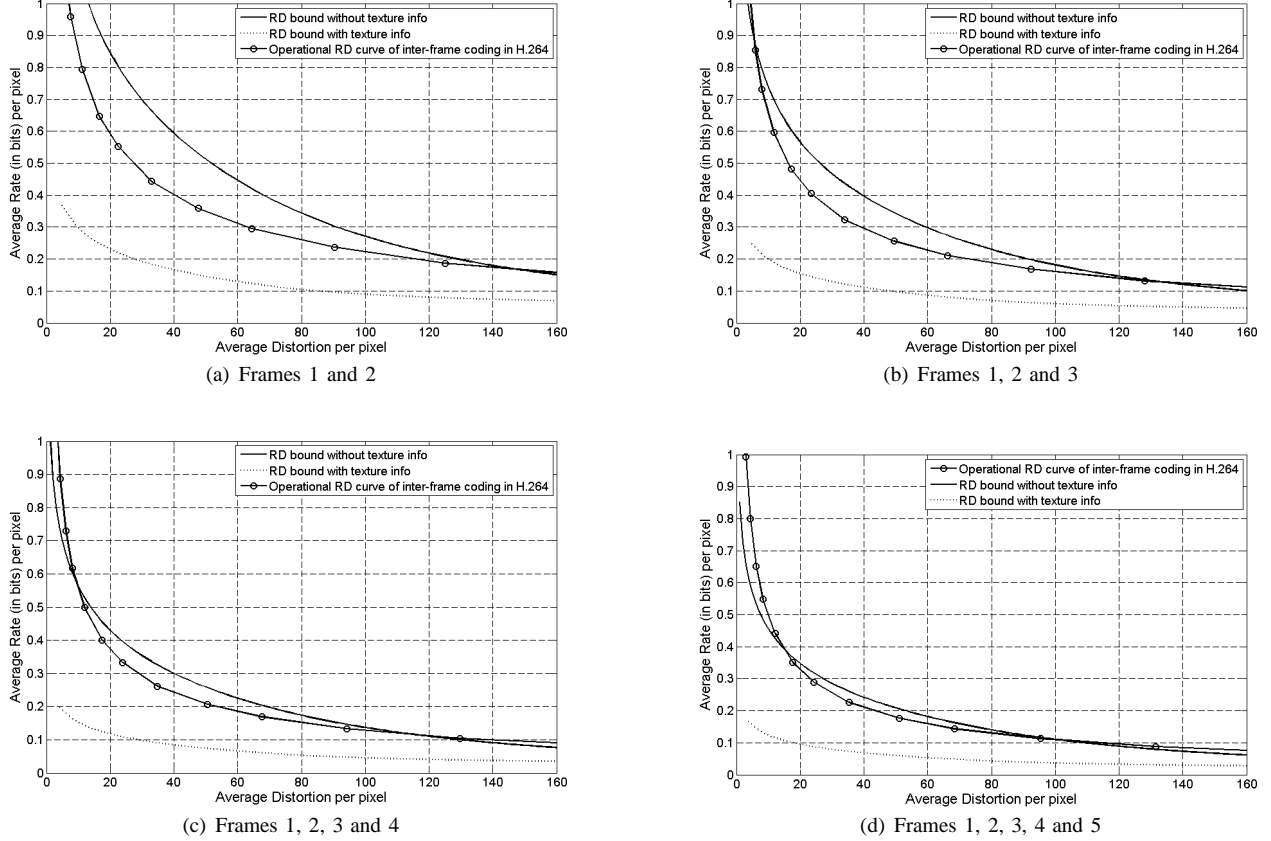 RD bound without texture info
RD bound with texture info
Operational RD curve of inter-frame coding in H.264
Average Rate (in bits) per pixel
1
0.9
0.8
0.7
0.6
0.5
0.4
0.3
0.2
0.1
0
0 20 40 60 80 100 120 140 160
Average Distortion per pixel
(a) Frames 1 and 2
RD bound without texture info
RD bound with texture info
Operational RD curve of inter-frame coding in H.264
Average Rate (in bits) per pixel
1
0.9
0.8
0.7
0.6
0.5
0.4
0.3
0.2
0.1
0
0 20 40 60 80 100 120 140 160
Average Distortion per pixel
(b) Frames 1, 2 and 3
RD bound without texture info
RD bound with texture info
Operational RD curve of inter-frame coding in H.264
Average Rate (in bits) per pixel
1
0.9
0.8
0.7
0.6
0.5
0.4
0.3
0.2
0.1
0
0 20 40 60 80 100 120 140 160
Average Distortion per pixel
(c) Frames 1, 2, 3 and 4
Operational RD curve of inter-frame coding in H.264
RD bound without texture info
RD bound with texture info
Average Rate (in bits) per pixel
1
0.9
0.8
0.7
0.6
0.5
0.4
0.3
0.2
0.1
0
0 20 40 60 80 100 120 140 160
Average Distortion per pixel
(d) Frames 1, 2, 3, 4 and 5